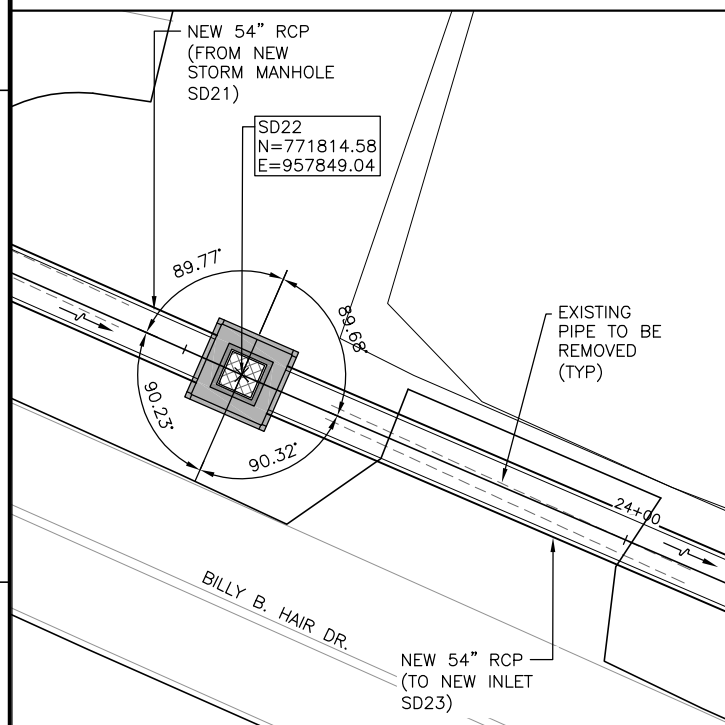 NEW 54” RCP
(FROM NEW
STORM MANHOLE
SD21)
SD22
N=771814.58
E=957849.04
89.77°
89.68°
90.23°
90.32°
EXISTING
PIPE TO BE
REMOVED
(TYP)
24+00
BILLY B. HAIR DR.
NEW 54” RCP
(TO NEW INLET
SD23)